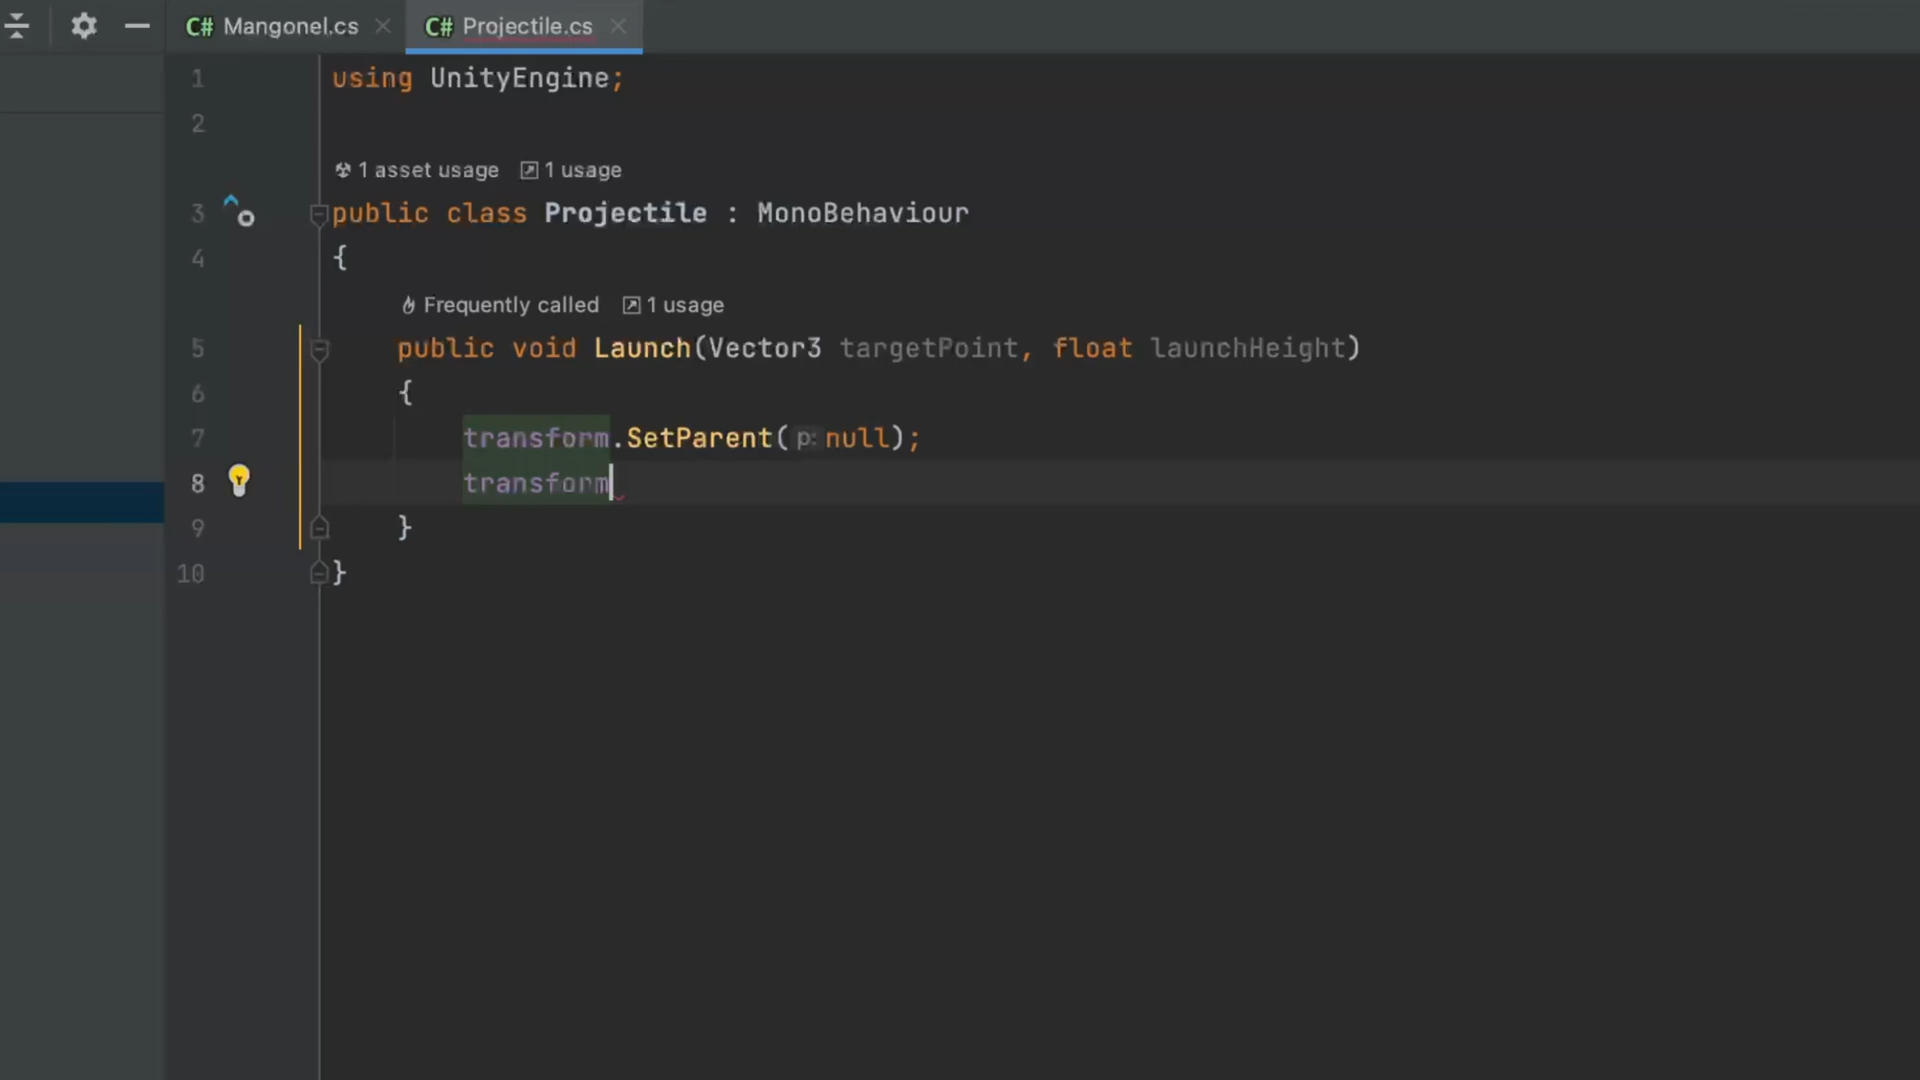 C# Mangonel.cs C# Projectile.cs
1 using UnityEngine;
2
1 asset usage 1 usage
3 public class Projectile : MonoBehaviour
4 {
Frequently called 1 usage
5 public void Launch(Vector3 targetPoint, float launchHeight)
6 {
7 transform.SetParent(p:null);
8 transform
9 }
10 }